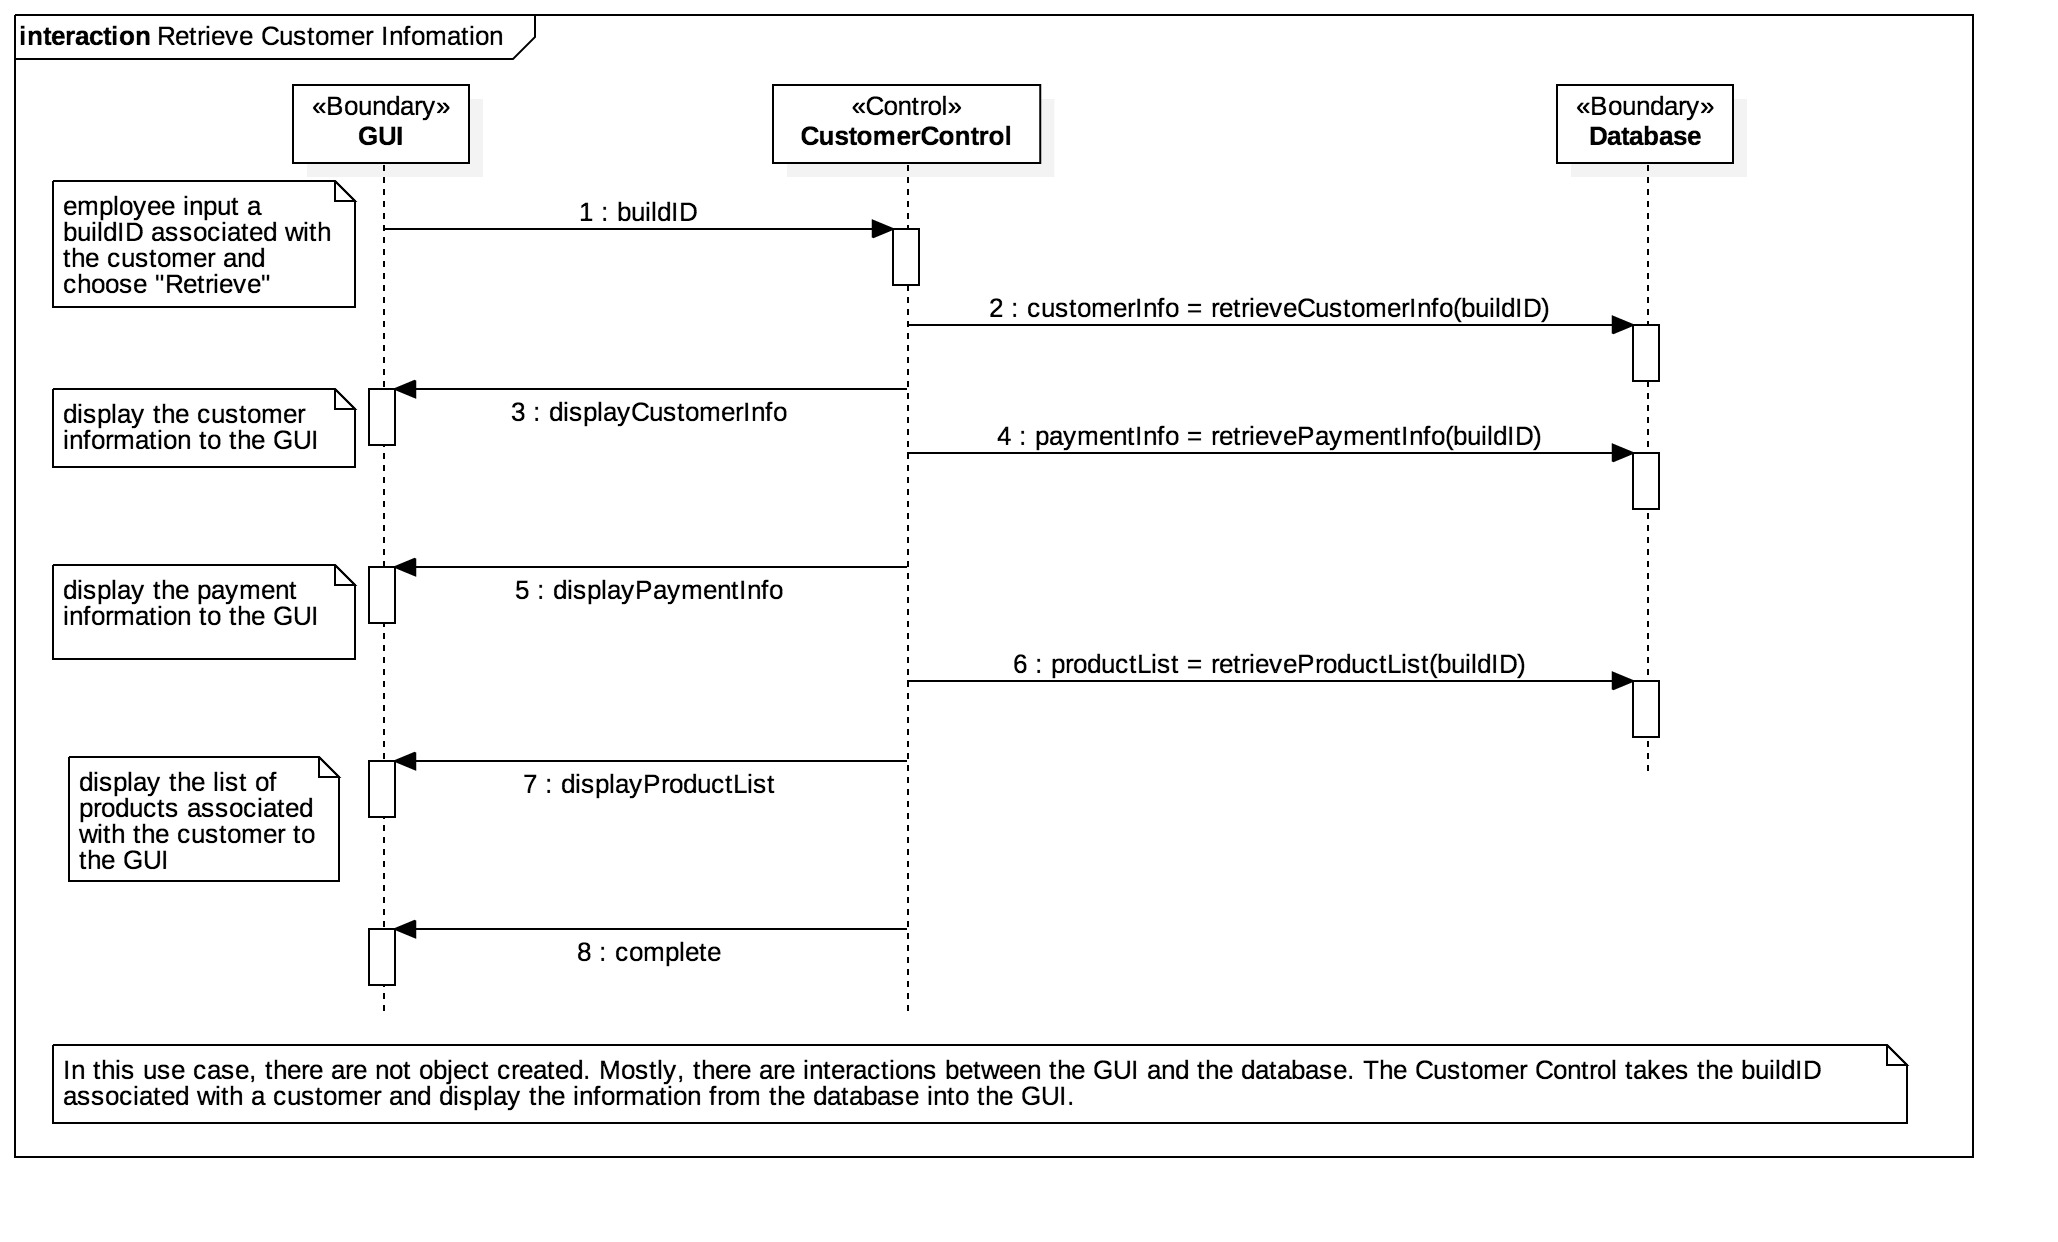 interaction Retrieve Customer Infomation
«Boundary»
GUI
«Control»
CustomerControl
«Boundary»
Database
employee input a
buildID associated with
the customer and
choose "Retrieve"
1 : buildID
2 : customerInfo = retrieveCustomerInfo(buildID)
display the customer
information to the GUI
3 : displayCustomerInfo
4 : paymentInfo = retrievePaymentInfo(buildID)
display the payment
information to the GUI
5 : displayPaymentInfo
6 : productList = retrieveProductList(buildID)
display the list of
products associated
with the customer to
the GUI
7 : displayProductList
8 : complete
In this use case, there are not object created. Mostly, there are interactions between the GUI and the database. The Customer Control takes the buildID
associated with a customer and display the information from the database into the GUI.